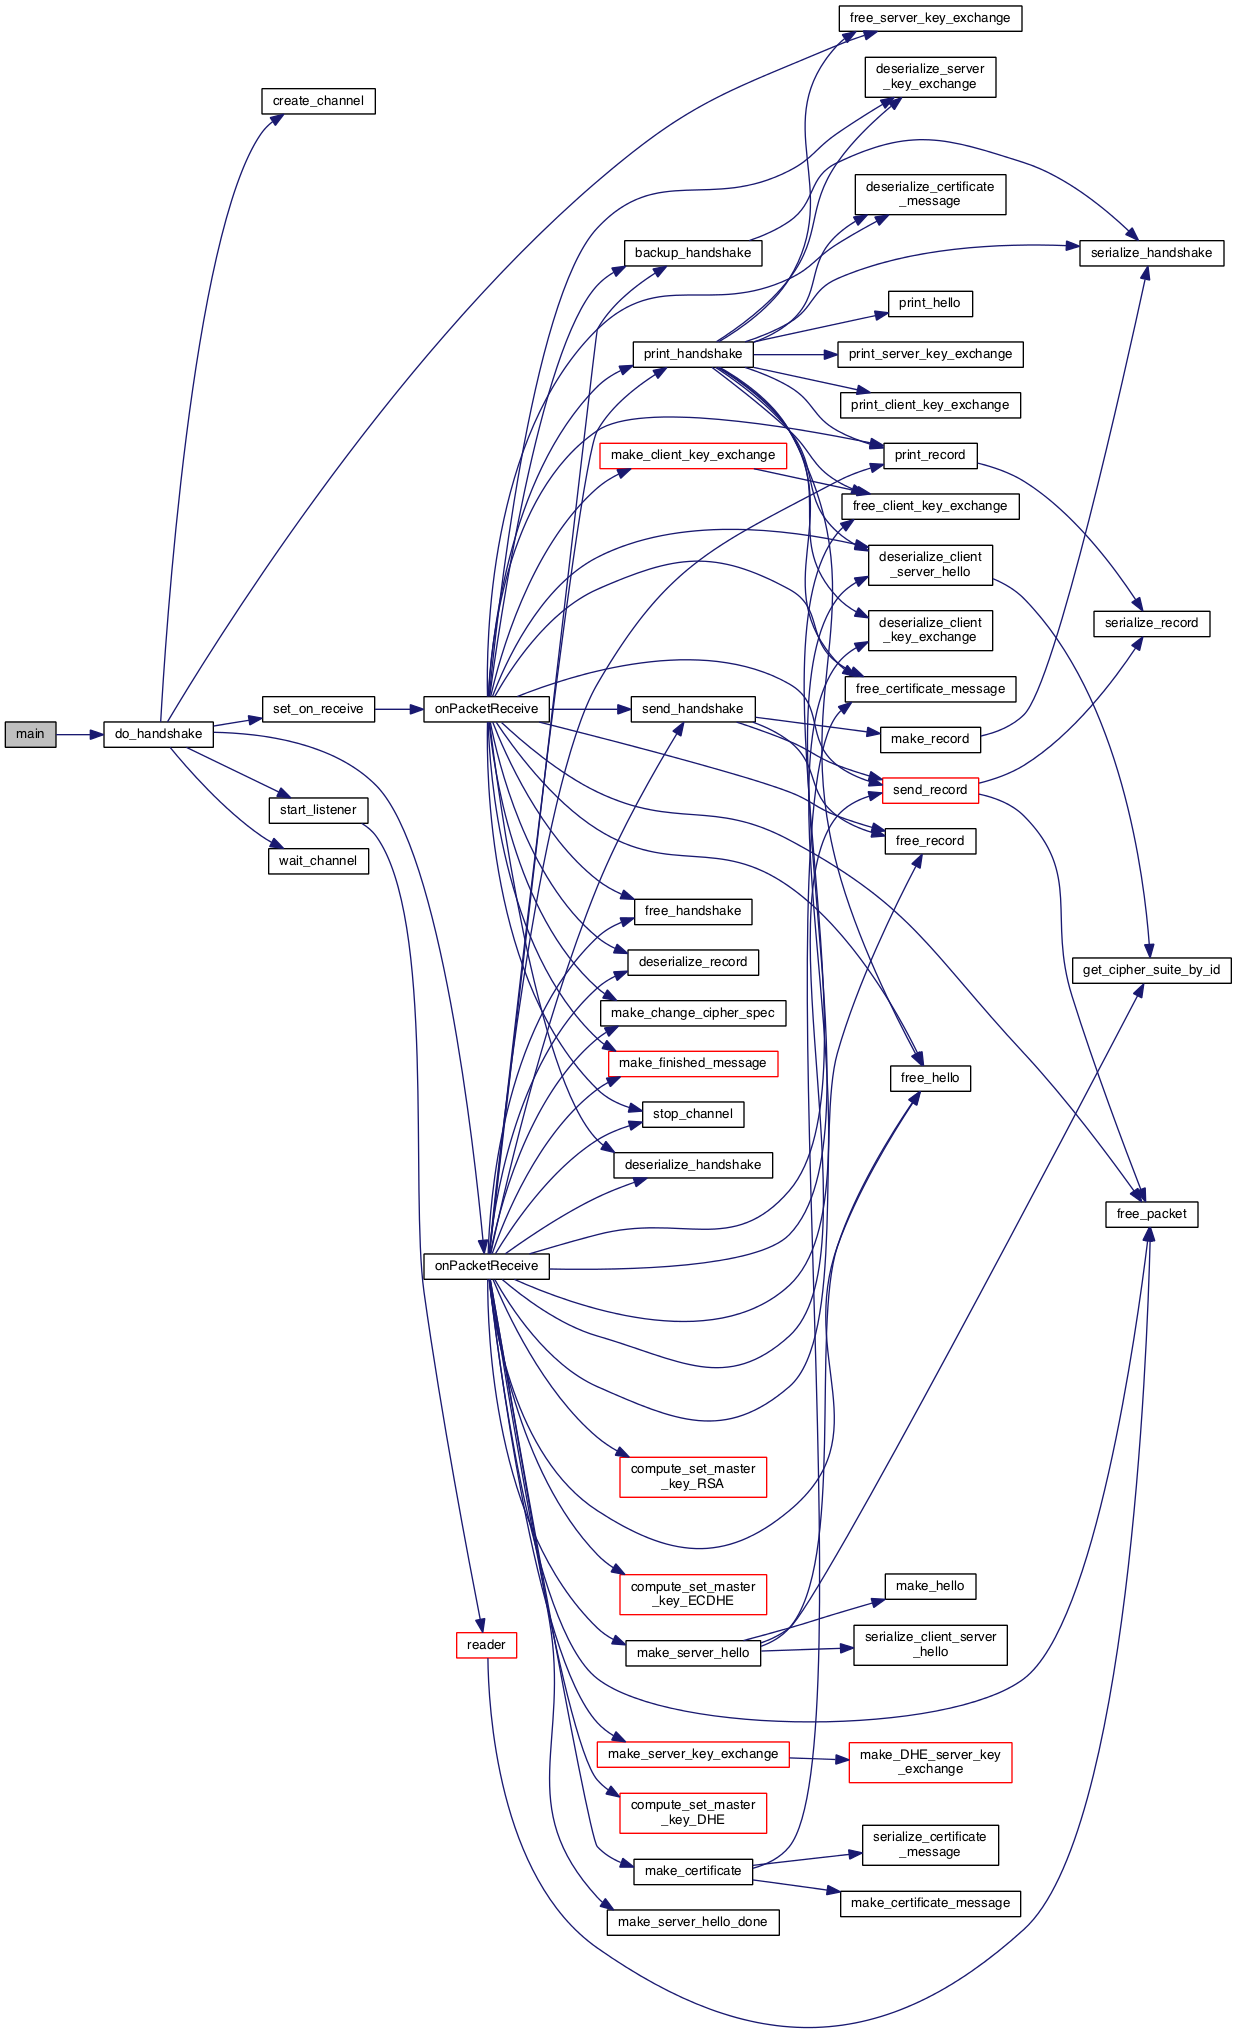 free_server_key_exchange
deserialize_server
_key_exchange
create_channel
deserialize_certificate
_message
backup_handshake
serialize_handshake
print_hello
print_handshake
print_server_key_exchange
print_client_key_exchange
make_client_key_exchange
print_record
free_client_key_exchange
deserialize_client
_server_hello
deserialize_client
_key_exchange
serialize_record
free_certificate_message
set_on_receive
onPacketReceive
send_handshake
main
do_handshake
make_record
send_record
start_listener
free_record
wait_channel
free_handshake
deserialize_record
get_cipher_suite_by_id
make_change_cipher_spec
make_finished_message
free_hello
stop_channel
deserialize_handshake
free_packet
onPacketReceive
compute_set_master
_key_RSA
compute_set_master
_key_ECDHE
make_hello
reader
make_server_hello
serialize_client_server
_hello
make_server_key_exchange
make_DHE_server_key
_exchange
compute_set_master
_key_DHE
serialize_certificate
_message
make_certificate
make_certificate_message
make_server_hello_done